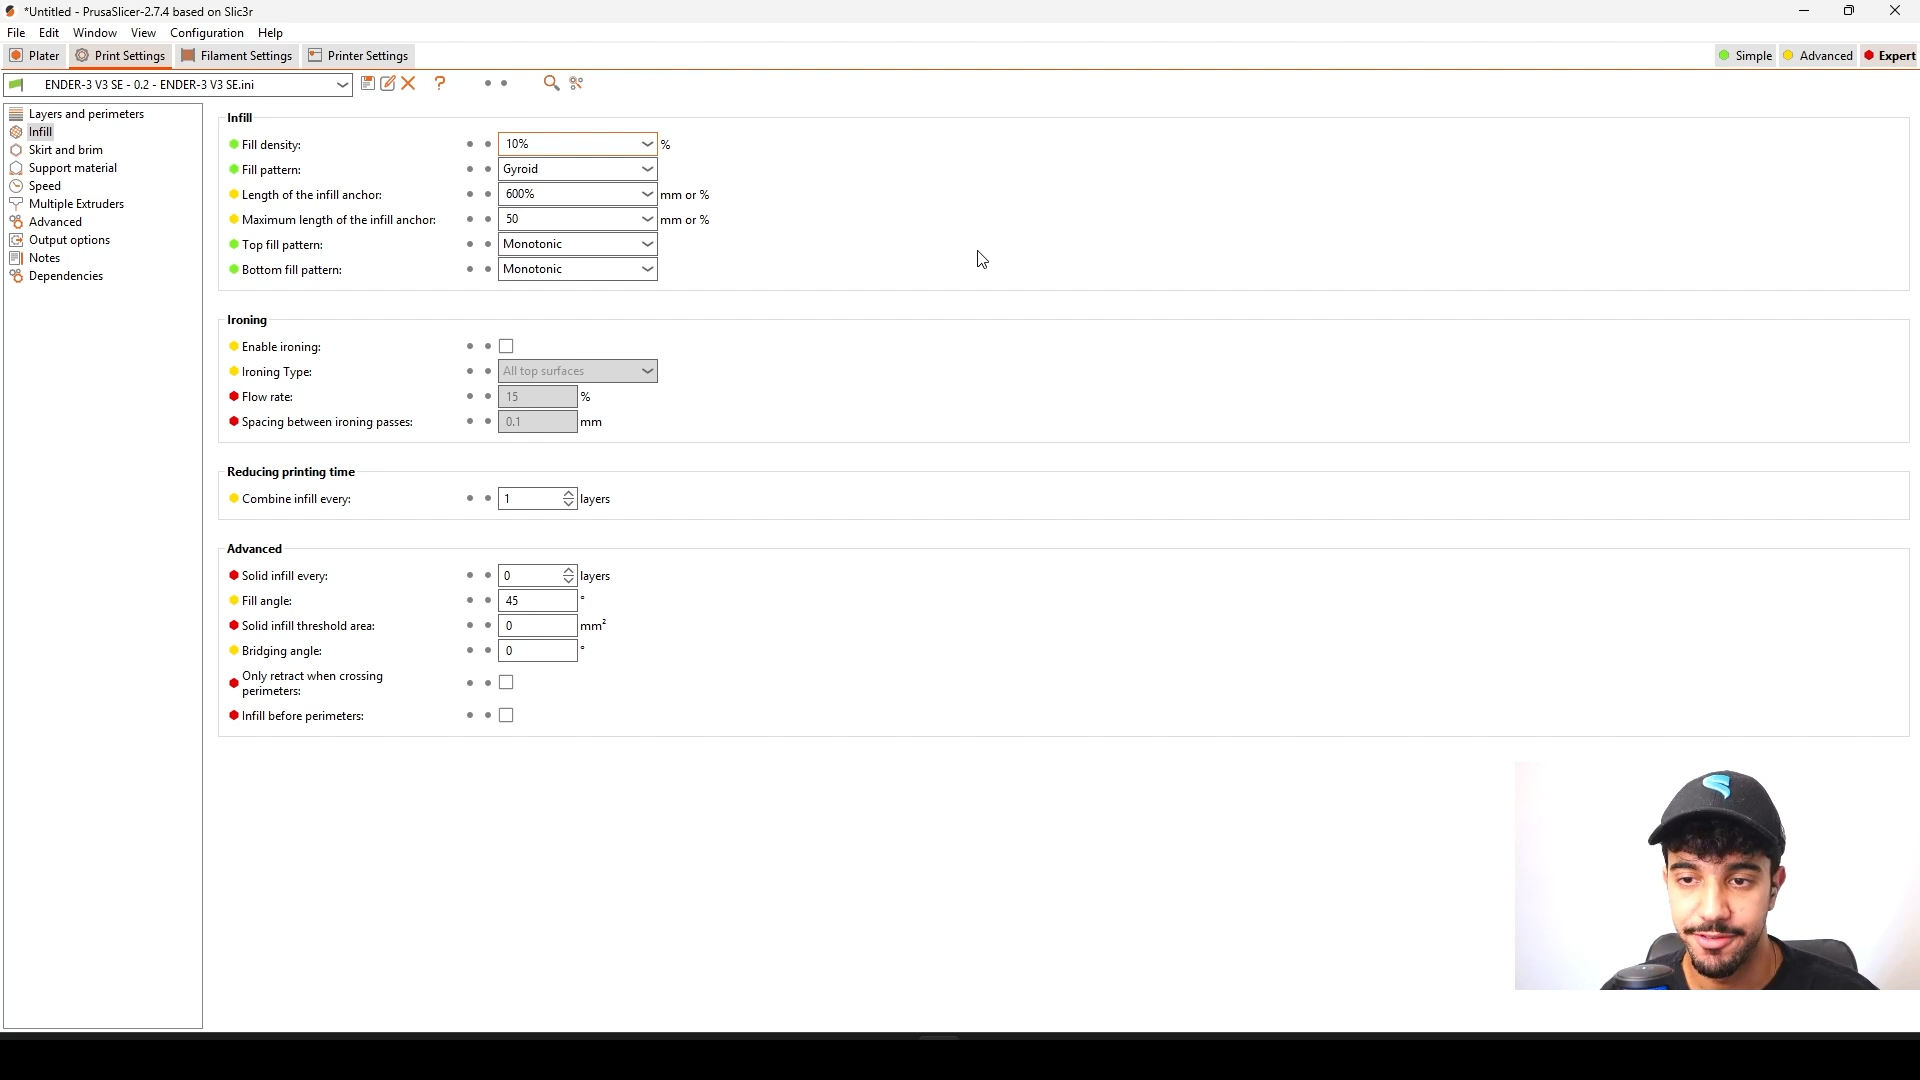 *Untitled - PrusaSlicer-2.7.4 based on Slic3r
File Edit Window View Configuration Help
Plater Print Settings Filament Settings Printer Settings Simple Advanced Expert
ENDER-3 V3 SE - 0.2 - ENDER-3 V3 SE.ini ?
Layers and perimeters
Infill
Skirt and brim
Support material
Speed
Multiple Extruders
Advanced
Output options
Notes
Dependencies
Infill
Fill density: 10% %
Fill pattern: Gyroid
Length of the infill anchor: 600% mm or %
Maximum length of the infill anchor: 50 mm or %
Top fill pattern: Monotonic
Bottom fill pattern: Monotonic
Ironing
Enable ironing:
Ironing Type: All top surfaces
Flow rate: 15 %
Spacing between ironing passes: 0.1 mm
Reducing printing time
Combine infill every: 1 layers
Advanced
Solid infill every: 0 layers
Fill angle: 45 °
Solid infill threshold area: 0 mm²
Bridging angle: 0 °
Only retract when crossing
perimeters:
Infill before perimeters: